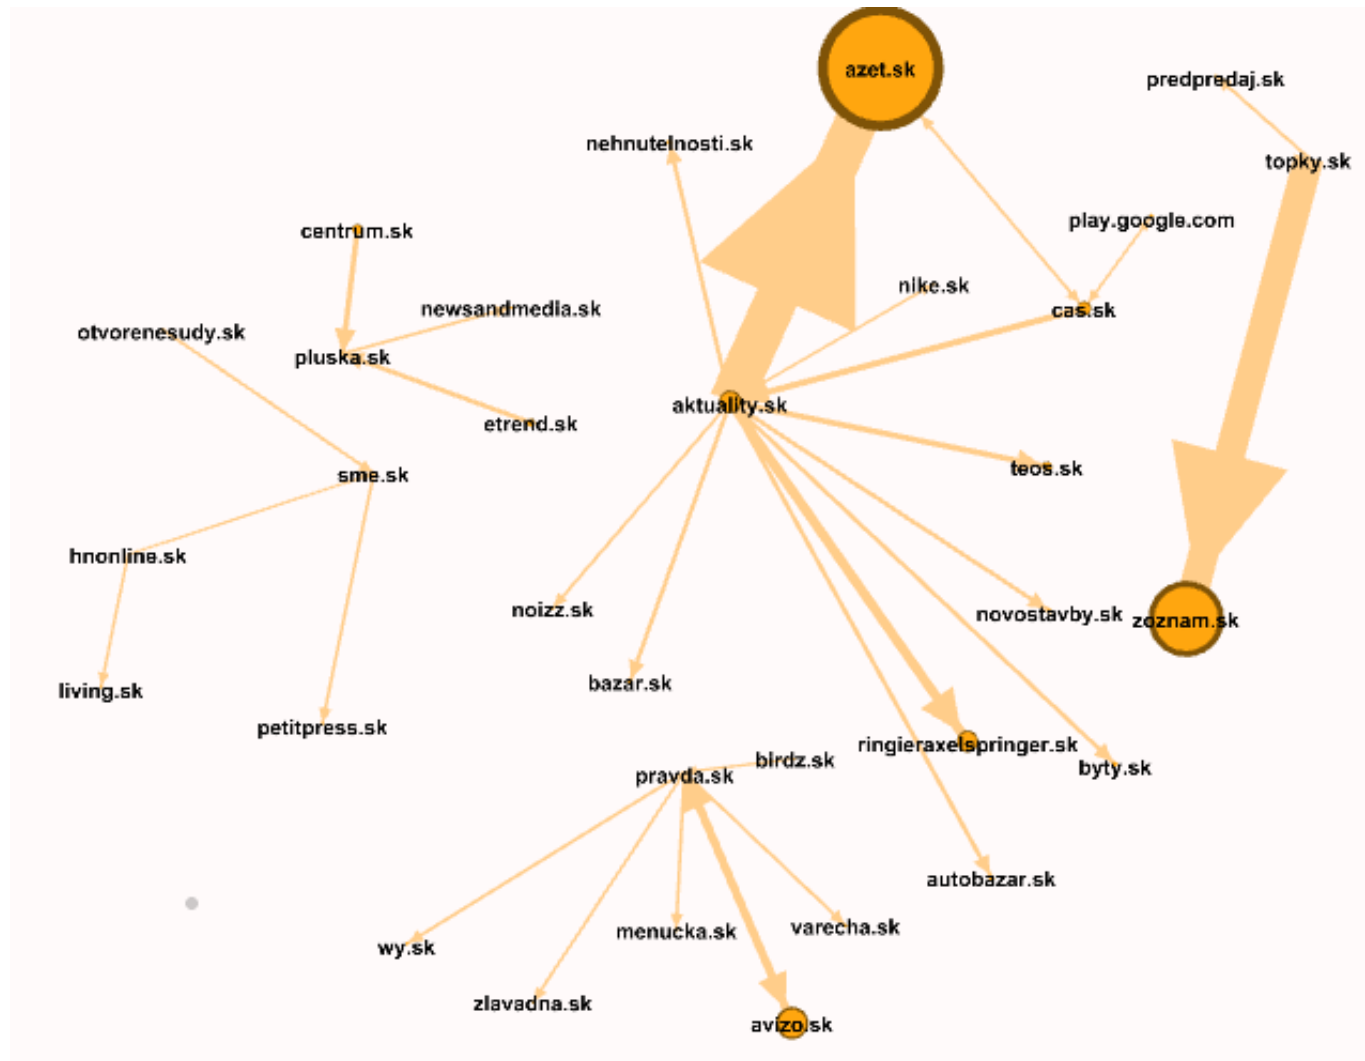 azet.sk
predpredaj.sk
nehnutelnosti.sk
topky.sk
play.google.com
centrum.sk
nike.sk
newsandmedia.sk
cas.sk
otvorenesudy.sk
pluska.sk
aktuality.sk
etrend.sk
teos.sk
sme.sk
hnonline.sk
noizz.sk
novostavby.sk
zoznam.sk
bazar.sk
living.sk
petitpress.sk
ringieraxelspringer.sk
birdz.sk
byty.sk
pravda.sk
autobazar.sk
varecha.sk
menucka.sk
wy.sk
zlavadna.sk
avizo.sk